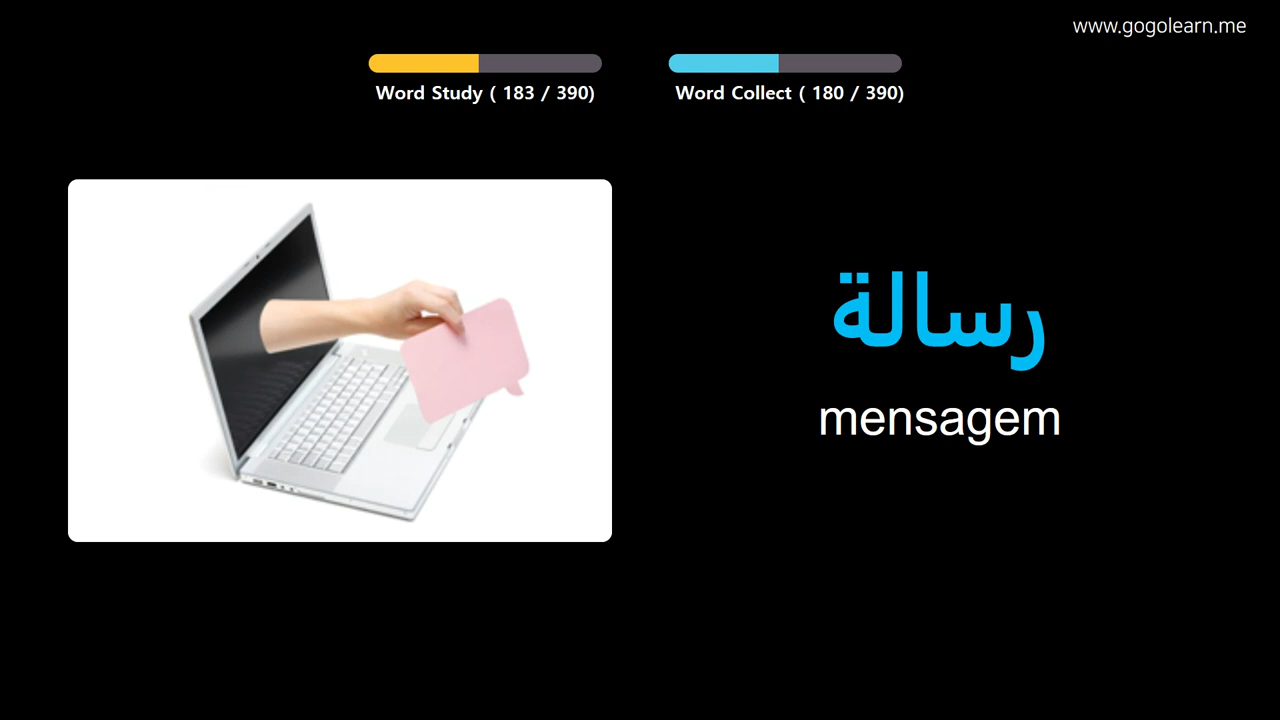 www.gogolearn.me
Word Study ( 183 / 390)
Word Collect ( 180 / 390)
رسالة
mensagem